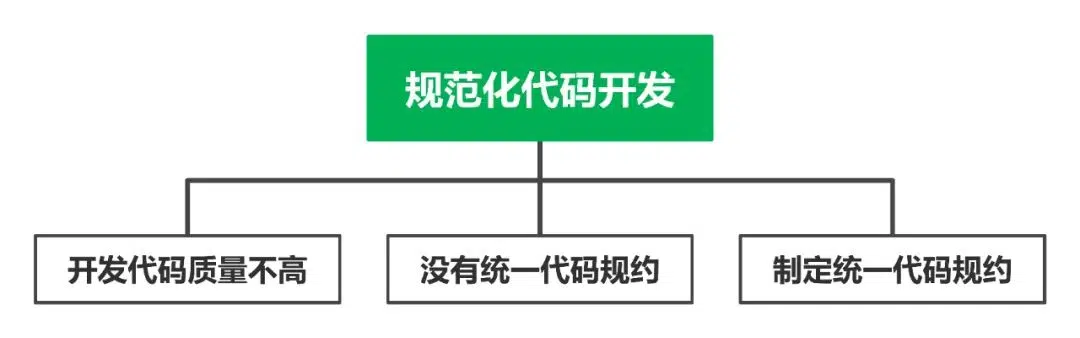 规范化代码开发
开发代码质量不高
没有统一代码规约
制定统一代码规约